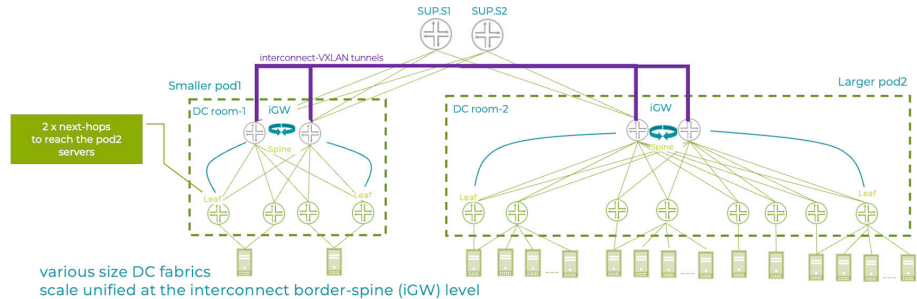 SUP.S1
SUP.S2
interconnect-VXLAN tunnels
Smaller pod1
Larger pod2
DC room-1
iGW
DC room-2
iGW
2 x next-hops
to reach the pod2
servers
Spine
Spine
Leaf
Leaf
Leaf
Leaf
various size DC fabrics
scale unified at the interconnect border-spine (iGW) level